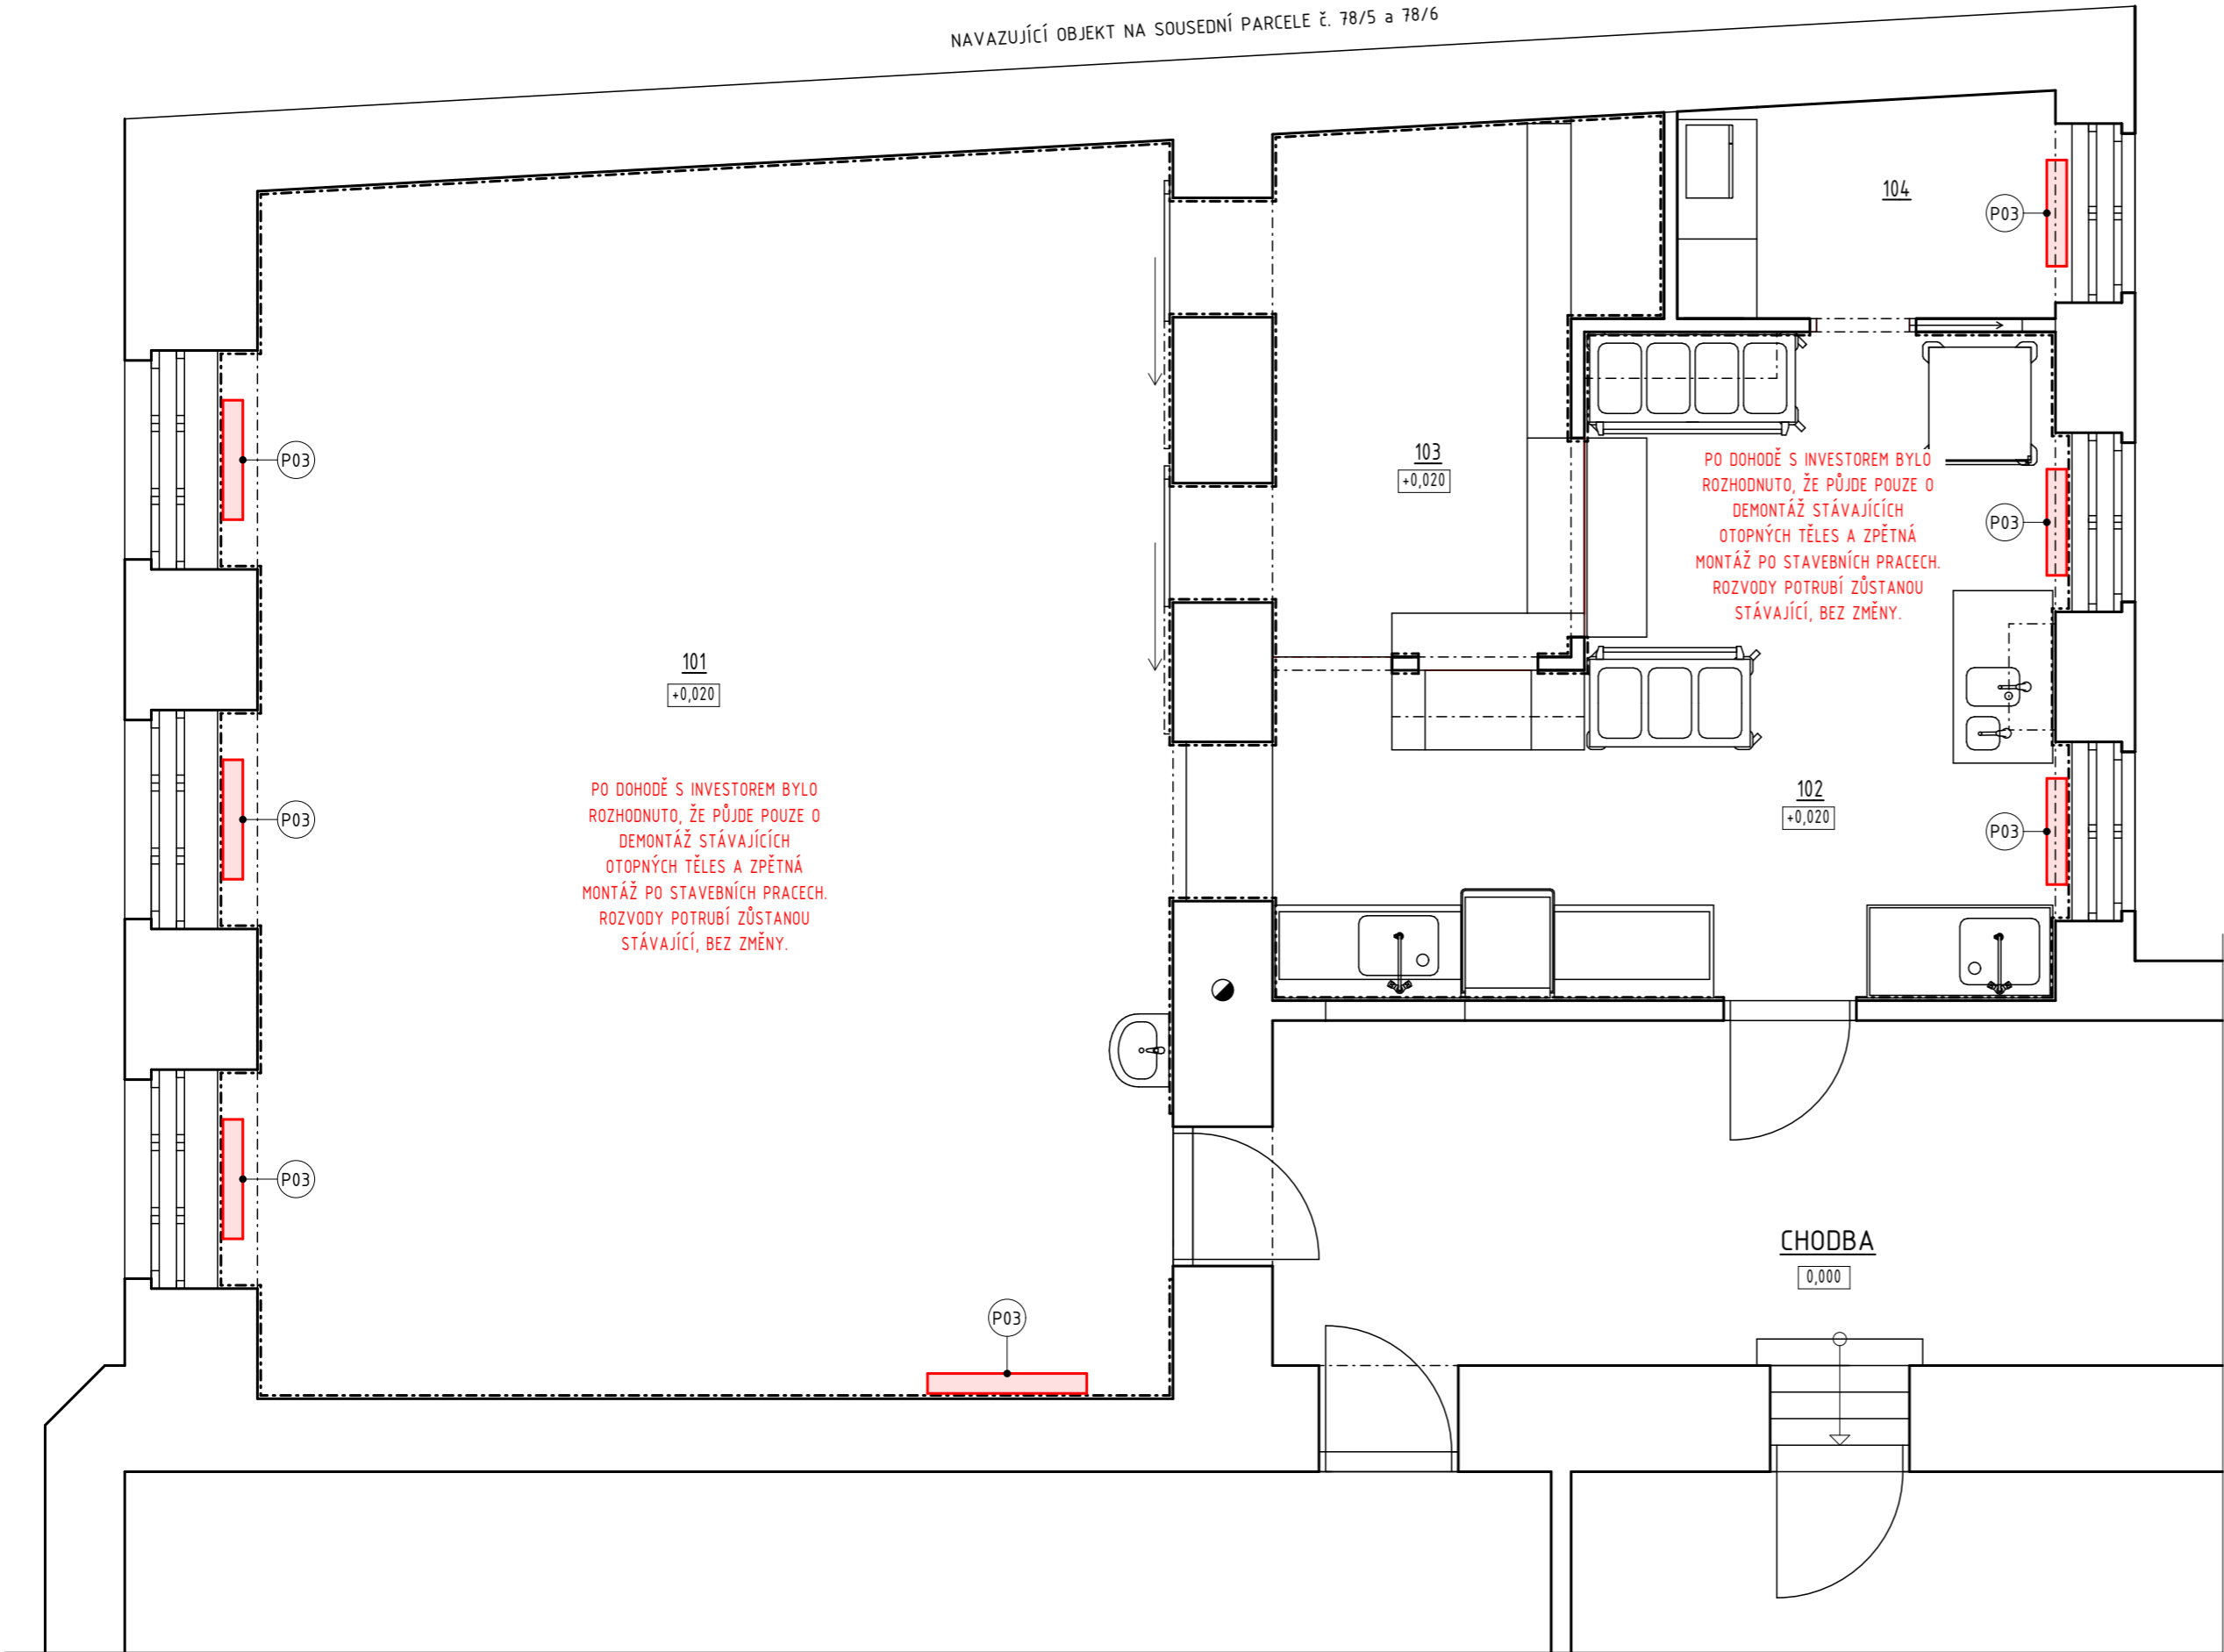 NAVAZUJÍCÍ OBJEKT NA SOUSEDNÍ PARCELE č. 78/5 a 78/6
104
P03
P03
103
+0,020
PO DOHODĚ S INVESTOREM BYLO
ROZHODNUTO, ŽE PŮJDE POUZE O
DEMONTÁŽ STÁVAJÍCÍCH
OTOPNÝCH TĚLES A ZPĚTNÁ
MONTÁŽ PO STAVEBNÍCH PRACECH.
ROZVODY POTRUBÍ ZŮSTANOU
STÁVAJÍCÍ, BEZ ZMĚNY.
P03
101
+0,020
PO DOHODĚ S INVESTOREM BYLO
ROZHODNUTO, ŽE PŮJDE POUZE O
DEMONTÁŽ STÁVAJÍCÍCH
OTOPNÝCH TĚLES A ZPĚTNÁ
MONTÁŽ PO STAVEBNÍCH PRACECH.
ROZVODY POTRUBÍ ZŮSTANOU
STÁVAJÍCÍ, BEZ ZMĚNY.
P03
102
+0,020
P03
P03
CHODBA
0,000
P03